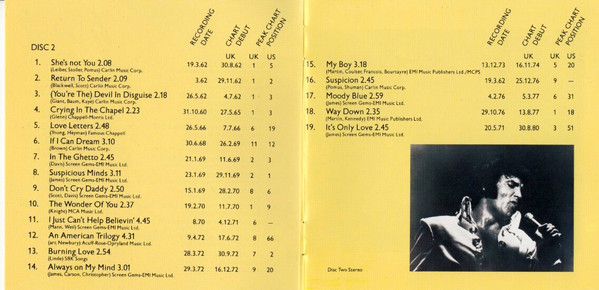 RECORDING DATE
CHART DEBUT
PEAK CHART POSITION
DISC 2
UK UK US
1. She's not You 2.08 19.3.62 30.8.62 1 5
(Leiber, Stoller, Pomus) Carlin Music Corp.
2. Return To Sender 2.09 3.62 29.11.62 1 2
(Blackwell, Scott) Carlin Music Corp.
3. (You're The) Devil In Disguise 2.18 26.5.62 4.7.62 1 3
(Giant, Baum, Kaye) Carlin Music Corp.
4. Crying In The Chapel 2.23 31.10.60 27.5.65 1 3
(Glenn) Chappell-Morris Ltd.
5. Love Letters 2.48 26.5.66 7.7.66 6 19
(Young, Heyman) Famous Chappell
6. If I Can Dream 3.10 30.6.68 26.2.69 11 12
(Brown) Carlin Music Corp.
7. In The Ghetto 2.45 21.1.69 11.6.69 2 3
(Davis) Screen Gems-EMI Music Ltd.
8. Suspicious Minds 3.11 23.1.69 29.11.69 2 1
(James) Screen Gems-EMI Music Ltd.
9. Don't Cry Daddy 2.50 15.1.69 28.2.70 8 6
(Scott, Davis) Screen Gems-EMI Music Ltd.
10. The Wonder Of You 2.37 19.2.70 11.7.70 1 9
(Knight) MCA Music Ltd.
11. I Just Can't Help Believin' 4.45 8.70 4.12.71 6 –
(Mann, Weil) Screen Gems-EMI Music Ltd.
12. An American Trilogy 4.31 9.4.72 17.6.72 8 66
(arr, Newbury) Acuff-Rose-Opryland Music Ltd.
13. Burning Love 2.54 28.3.72 30.9.72 7 2
(Linde) SBK Songs
14. Always on My Mind 3.01 29.3.72 16.12.72 9 20
(James, Carson, Christopher) Screen Gems-EMI Music Ltd.
RECORDING DATE
CHART DEBUT
PEAK CHART POSITION
UK UK US
15. My Boy 3.18 13.12.73 16.11.74 5 20
(Martin, Coulter, Francois, Bourtayre) EMI Music Publishers Ltd./MCPS
16. Suspicion 2.45 19.3.62 25.12.76 9 –
(Pomus, Shuman) Carlin Music Corp.
17. Moody Blue 2.59 4.2.76 5.3.77 6 31
(James) Screen Gems-EMI Music Ltd.
18. Way Down 2.35 29.10.76 13.8.77 1 18
(Martin, Kennedy) EMI Music Publishers Ltd.
19. It's Only Love 2.45 20.5.71 30.8.80 3 51
(James) Screen Gems-EMI Music Ltd.
Disc Two Stereo